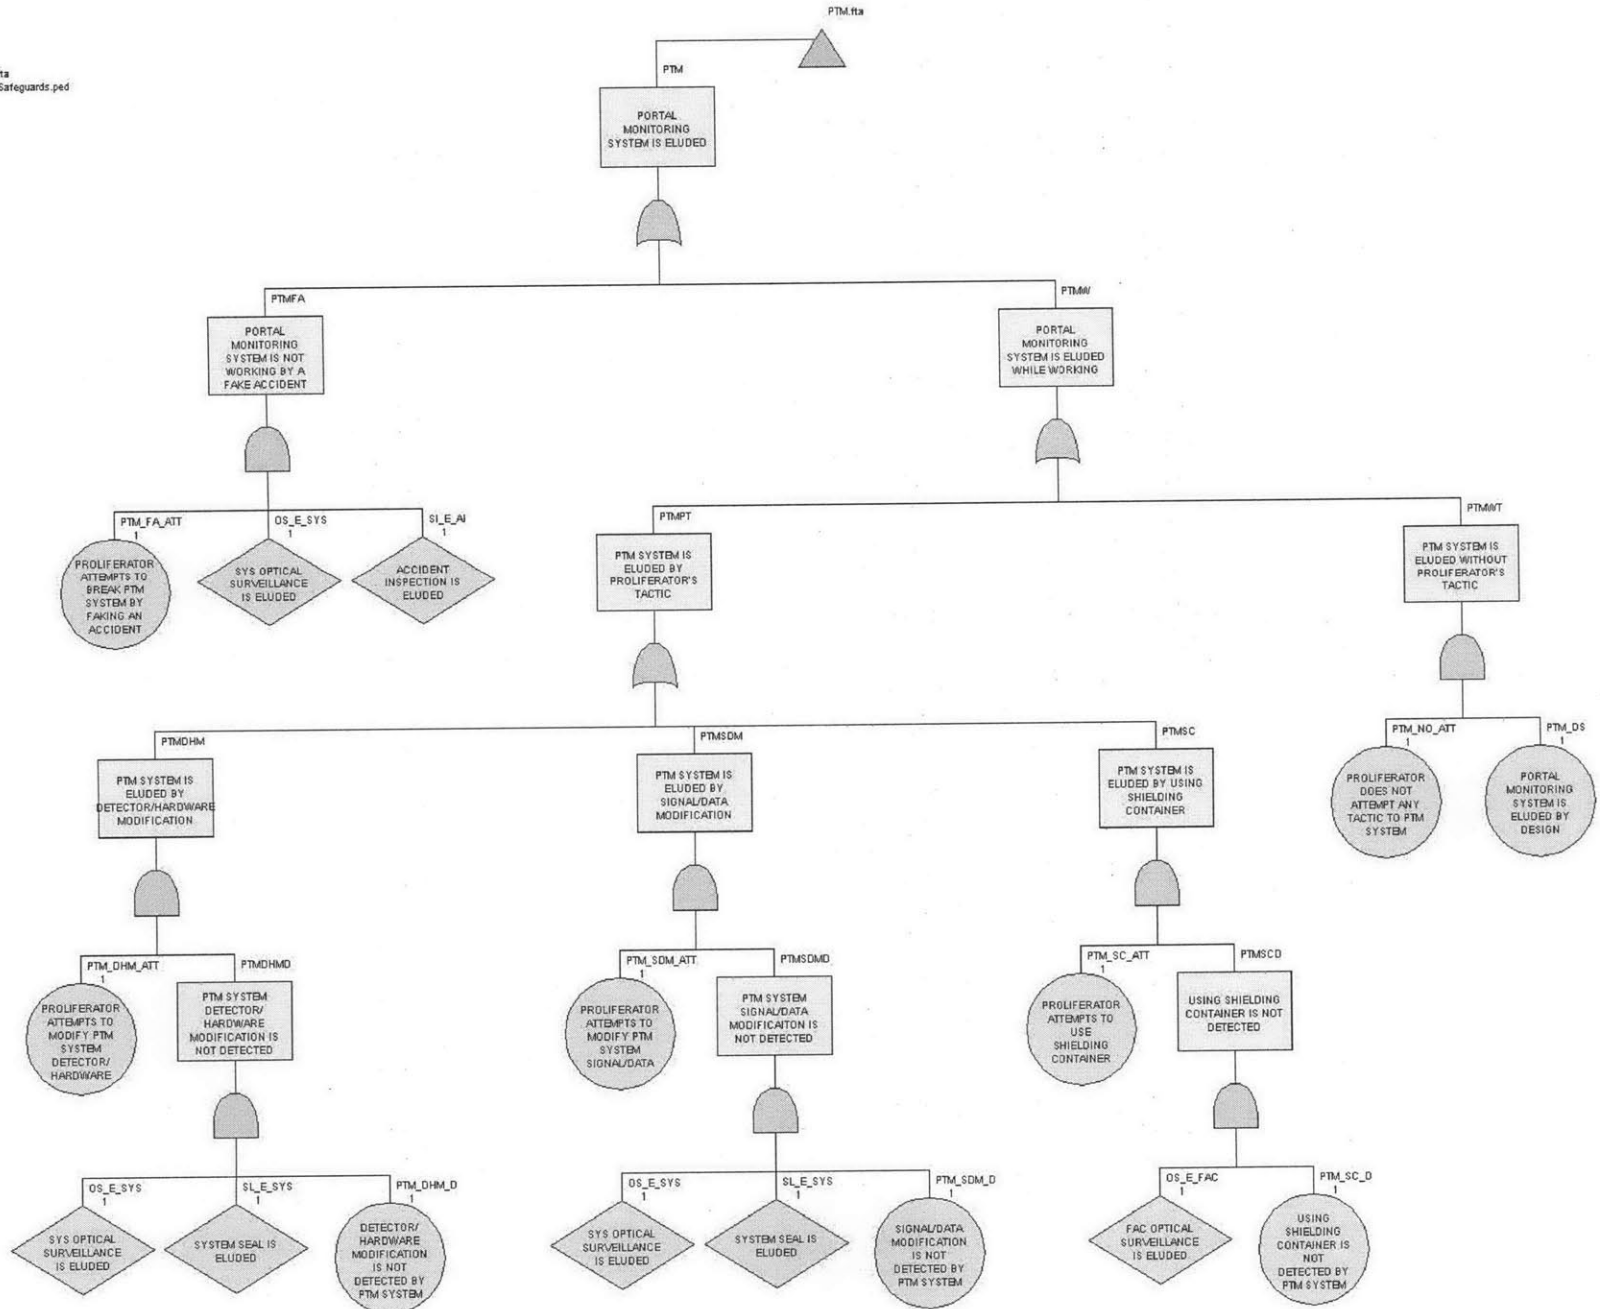 PTM.fta
ta
Safeguards.ped
PTM
PORTAL
MONITORING
SYSTEM IS ELUDED
PTMFA
PORTAL
MONITORING
SYSTEM IS NOT
WORKING BY A
FAKE ACCIDENT
PTMW
PORTAL
MONITORING
SYSTEM IS ELUDED
WHILE WORKING
PTM_FA_ATT
1
PROLIFERATOR
ATTEMPTS TO
BREAK PTM
SYSTEM BY
FAKING AN
ACCIDENT
OS_E_SYS
1
SYS OPTICAL
SURVEILLANCE
IS ELUDED
SI_E_AI
1
ACCIDENT
INSPECTION IS
ELUDED
PTMPT
PTM SYSTEM IS
ELUDED BY
PROLIFERATOR'S
TACTIC
PTMWT
PTM SYSTEM IS
ELUDED WITHOUT
PROLIFERATOR'S
TACTIC
PTMDHM
PTM SYSTEM IS
ELUDED BY
DETECTOR/HARDWARE
MODIFICATION
PTMSDM
PTM SYSTEM IS
ELUDED BY
SIGNAL/DATA
MODIFICATION
PTMSC
PTM SYSTEM IS
ELUDED BY USING
SHIELDING
CONTAINER
PTM_NO_ATT
1
PROLIFERATOR
DOES NOT
ATTEMPT ANY
TACTIC TO PTM
SYSTEM
PTM_DS
1
PORTAL
MONITORING
SYSTEM IS
ELUDED BY
DESIGN
PTM_DHM_ATT
1
PROLIFERATOR
ATTEMPTS TO
MODIFY PTM
SYSTEM
DETECTOR/
HARDWARE
PTMDHMD
PTM SYSTEM
DETECTOR/
HARDWARE
MODIFICATION IS
NOT DETECTED
PTM_SDM_ATT
1
PROLIFERATOR
ATTEMPTS TO
MODIFY PTM
SYSTEM
SIGNAL/DATA
PTMSDMD
PTM SYSTEM
SIGNAL/DATA
MODIFICAITON IS
NOT DETECTED
PTM_SC_ATT
1
PROLIFERATOR
ATTEMPTS TO
USE
SHIELDING
CONTAINER
PTMSCD
USING SHIELDING
CONTAINER IS NOT
DETECTED
OS_E_SYS
1
SYS OPTICAL
SURVEILLANCE
IS ELUDED
SL_E_SYS
1
SYSTEM SEAL IS
ELUDED
PTM_DHM_D
1
DETECTOR/
HARDWARE
MODIFICATION
IS NOT
DETECTED BY
PTM SYSTEM
OS_E_SYS
1
SYS OPTICAL
SURVEILLANCE
IS ELUDED
SL_E_SYS
1
SYSTEM SEAL IS
ELUDED
PTM_SDM_D
1
SIGNAL/DATA
MODIFICATION
IS NOT
DETECTED BY
PTM SYSTEM
OS_E_FAC
1
FAC OPTICAL
SURVEILLANCE
IS ELUDED
PTM_SC_D
1
USING
SHIELDING
CONTAINER IS
NOT
DETECTED BY
PTM SYSTEM